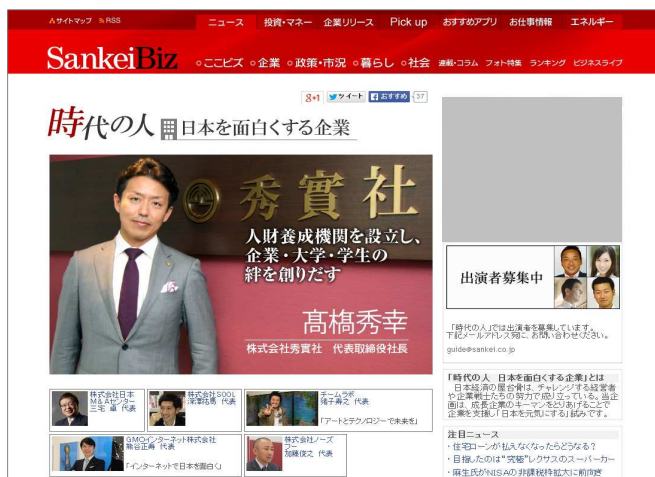 サイトマップ RSS
ニュース 投資・マネー 企業リリース Pick up おすすめアプリ お仕事情報 エネルギー
SankeiBiz ココビズ 企業 政策・市況 暮らし 社会 連載・コラム フォト特集 ランキング ビジネスライブ
g+1 ツイート おすすめ 37
時代の人 日本を面白くする企業
秀實社
人財養成機関を設立し、
企業・大学・学生の
絆を創りだす
髙橋秀幸
株式会社秀實社 代表取締役社長
株式会社日本
M&Aセンター
三宅 卓 代表
株式会社SOOL
深澤祐馬 代表
チームラボ
猪子寿之 代表
「アートとテクノロジーで未来を」
GMOインターネット株式会社
熊谷正寿 代表
「インターネットで日本を面白く」
株式会社ノーズ
フー
加藤俊之 代表
出演者募集中
「時代の人」では出演者を募集しています。
下記メールアドレス宛に、お問い合わせください。
guide@sankei.co.jp
「時代の人 日本を面白くする企業」とは
日本経済の屋台骨は、チャレンジする経営者
や企業戦士たちの努力で成り立っている。当企
画は、成長企業のキーマンをとりあげることで
企業を支援し「日本を元気にする」試みです。
注目ニュース
・住宅ローンが払えなくなったらどうなる？
・目指したのは“究極”レクサスのスーパーカー
・麻生氏がNISAの非課税枠拡大に前向き